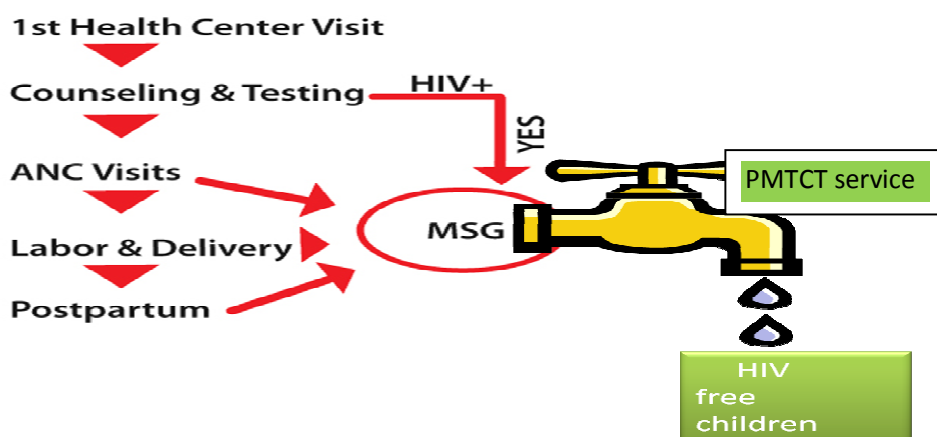 1st Health Center Visit
Counseling & Testing
HIV+
YES
ANC Visits
PMTCT service
MSG
Labor & Delivery
Postpartum
HIV
free
children